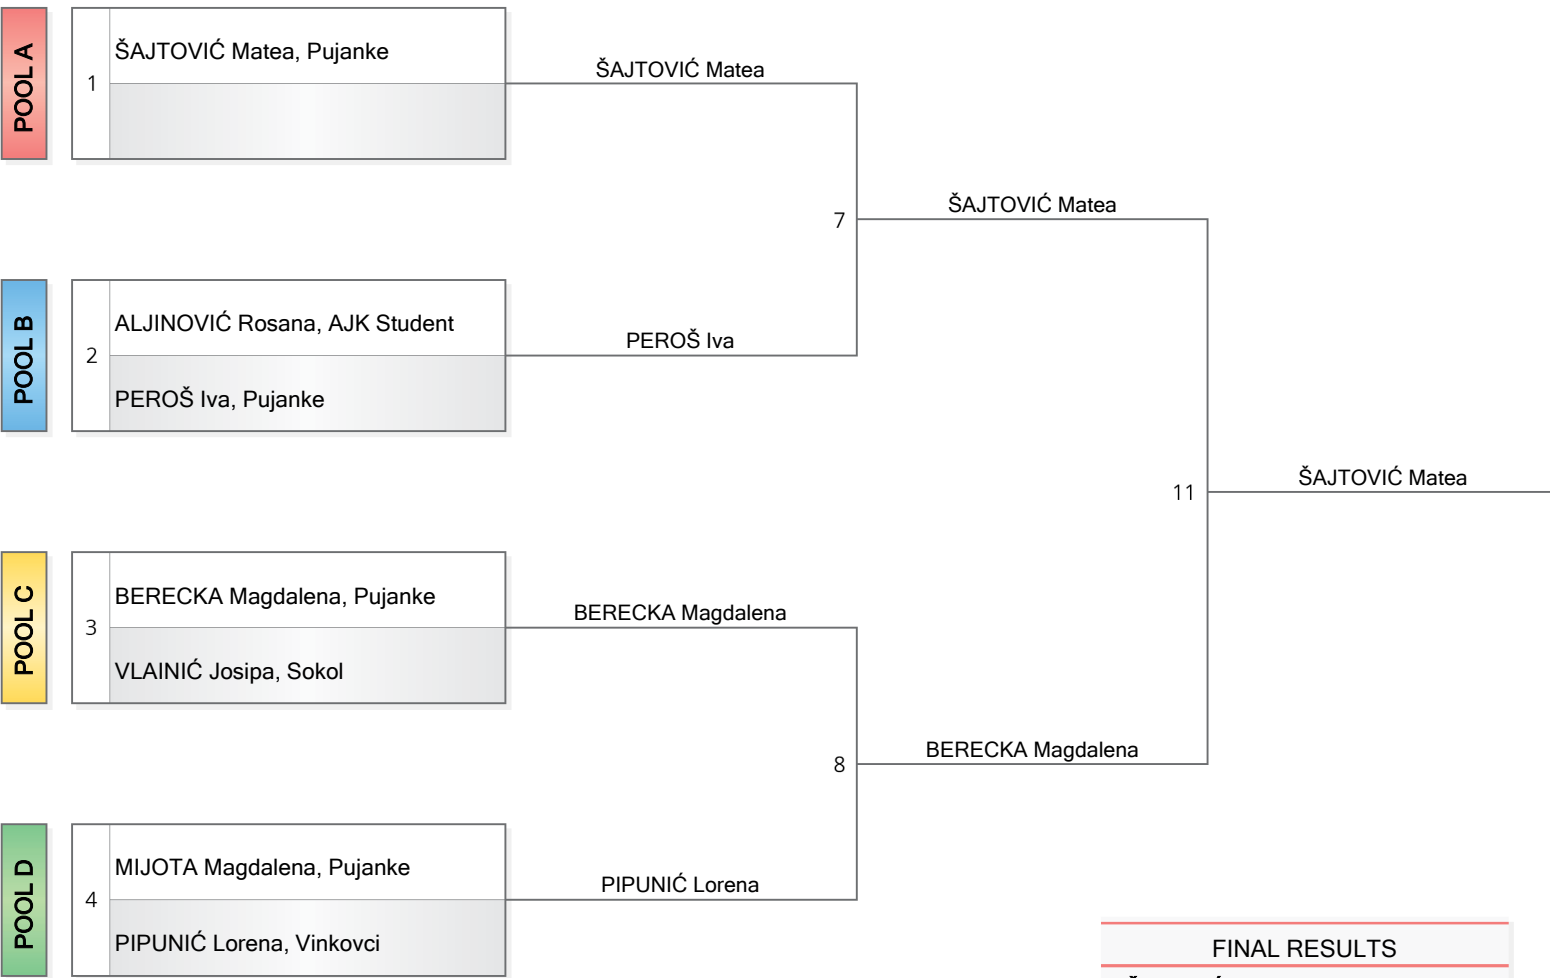 POOL A
1
ŠAJTOVIĆ Matea, Pujanke
ŠAJTOVIĆ Matea
7
ŠAJTOVIĆ Matea
POOL B
2
ALJINOVIĆ Rosana, AJK Student
PEROŠ Iva, Pujanke
PEROŠ Iva
11
ŠAJTOVIĆ Matea
POOL C
3
BERECKA Magdalena, Pujanke
VLAINIĆ Josipa, Sokol
BERECKA Magdalena
8
BERECKA Magdalena
POOL D
4
MIJOTA Magdalena, Pujanke
PIPUNIĆ Lorena, Vinkovci
PIPUNIĆ Lorena
FINAL RESULTS